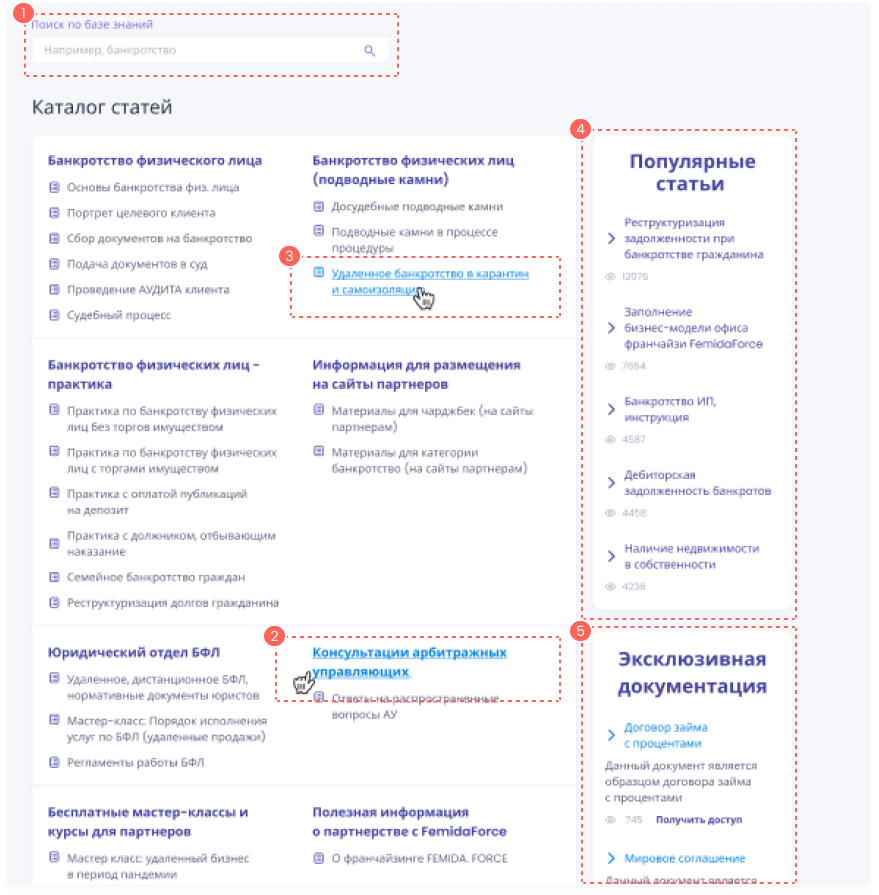 1
Поиск по базе знаний
Например, банкротство
Каталог статей
Банкротство физического лица
Основы банкротства физ. лица
Портрет целевого клиента
Сбор документов на банкротство
Подача документов в суд
Проведение АУДИТА клиента
Судебный процесс
Банкротство физических лиц
(подводные камни)
Досудебные подводные камни
Подводные камни в процессе
процедуры
3
Удаленное банкротство в карантин
и самоизоляцию
Банкротство физических лиц –
практика
Практика по банкротству физических
лиц без торгов имуществом
Практика по банкротству физических
лиц с торгами имуществом
Практика с оплатой публикаций
на депозит
Практика с должником, отбывающим
наказание
Семейное банкротство граждан
Реструктуризация долгов гражданина
Информация для размещения
на сайты партнеров
Материалы для чарджбек (на сайты
партнерам)
Материалы для категории
банкротство (на сайты партнерам)
Юридический отдел БФЛ
Удаленное, дистанционное БФЛ,
нормативные документы юристов
Мастер-класс: Порядок исполнения
услуг по БФЛ (удаленные продажи)
Регламенты работы БФЛ
2
Консультации арбитражных
управляющих
Ответы на распространенные
вопросы АУ
Бесплатные мастер-классы и
курсы для партнеров
Мастер класс: удаленный бизнес
в период пандемии
Полезная информация
о партнерстве с FemidaForce
О франчайзинге FEMIDA. FORCE
4
Популярные
статьи
Реструктуризация
задолженности при
банкротстве гражданина
12076
Заполнение
бизнес-модели офиса
франчайзи FemidaForce
7654
Банкротство ИП,
инструкция
4587
Дебиторская
задолженность банкротов
4458
Наличие недвижимости
в собственности
4236
5
Эксклюзивная
документация
Договор займа
с процентами
Данный документ является
образцом договора займа
с процентами
745 Получить доступ
Мировое соглашение
Данный документ является